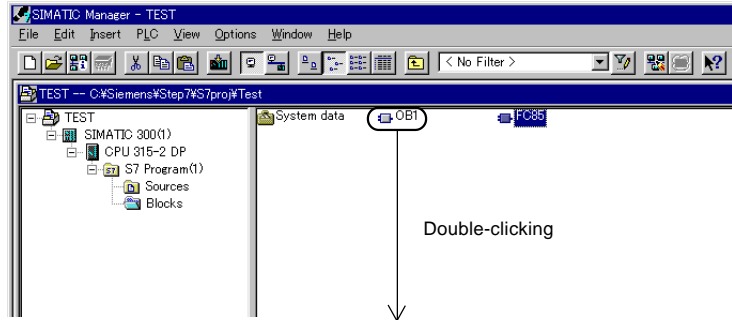 SIMATIC Manager - TEST
File Edit Insert PLC View Options Window Help
< No Filter >
TEST -- C:¥Siemens¥Step7¥S7proj¥Test
TEST
SIMATIC 300(1)
CPU 315-2 DP
S7 Program(1)
Sources
Blocks
System data OB1 FC85
Double-clicking